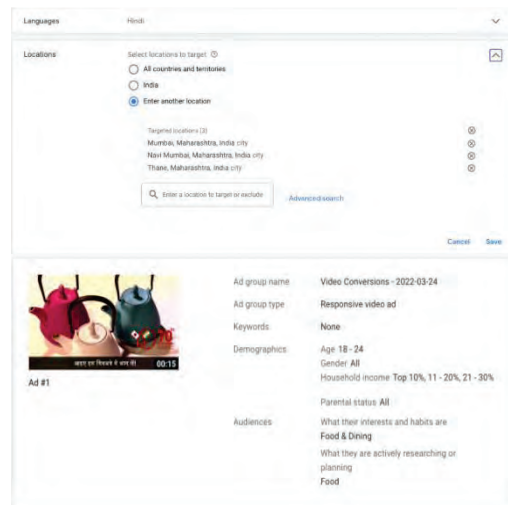 Languages Hindi
Locations Select locations to target
All countries and territories
India
Enter another location
Targeted locations (3)
Mumbai, Maharashtra, India city
Navi Mumbai, Maharashtra, India city
Thane, Maharashtra, India city
Enter a location to target or exclude
Advanced search
Cancel Save
70
00:15
Ad #1
Ad group name Video Conversions - 2022-03-24
Ad group type Responsive video ad
Keywords None
Demographics Age 18 - 24
Gender All
Household income Top 10%, 11 - 20%, 21 - 30%
Parental status All
Audiences What their interests and habits are
Food & Dining
What they are actively researching or
planning
Food